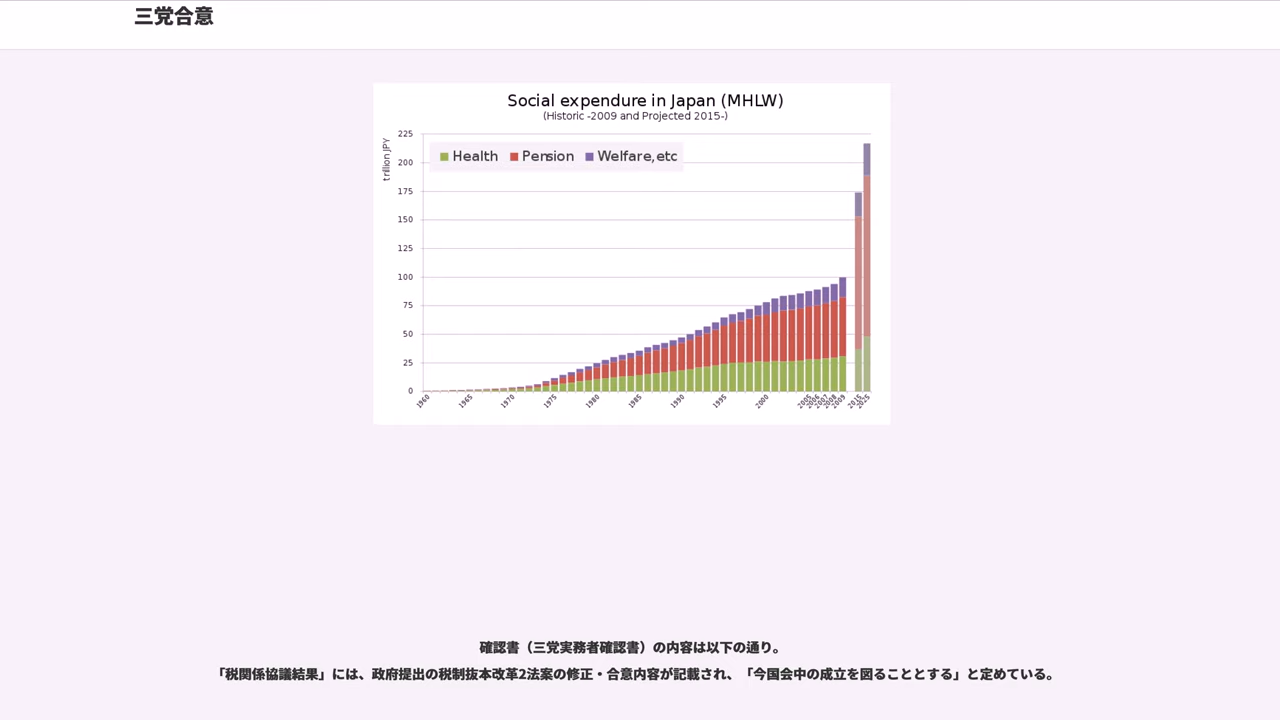 三党合意
Social expendure in Japan (MHLW)
(Historic -2009 and Projected 2015-)
trillion JPY
Health Pension Welfare,etc
225
200
175
150
125
100
75
50
25
0
1960 1965 1970 1975 1980 1985 1990 1995 2000 2005 2006 2007 2008 2009 2015 2025
確認書（三党実務者確認書）の内容は以下の通り。
「税関係協議結果」には、政府提出の税制抜本改革2法案の修正・合意内容が記載され、「今国会中の成立を図ることとする」と定めている。